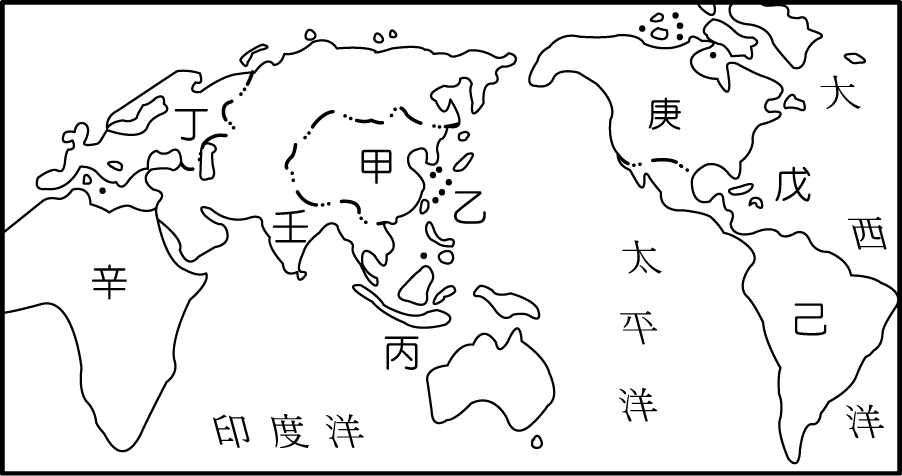 丁
甲
乙
壬
丙
辛
庚
戊
己
大
西
洋
太
平
洋
印度洋